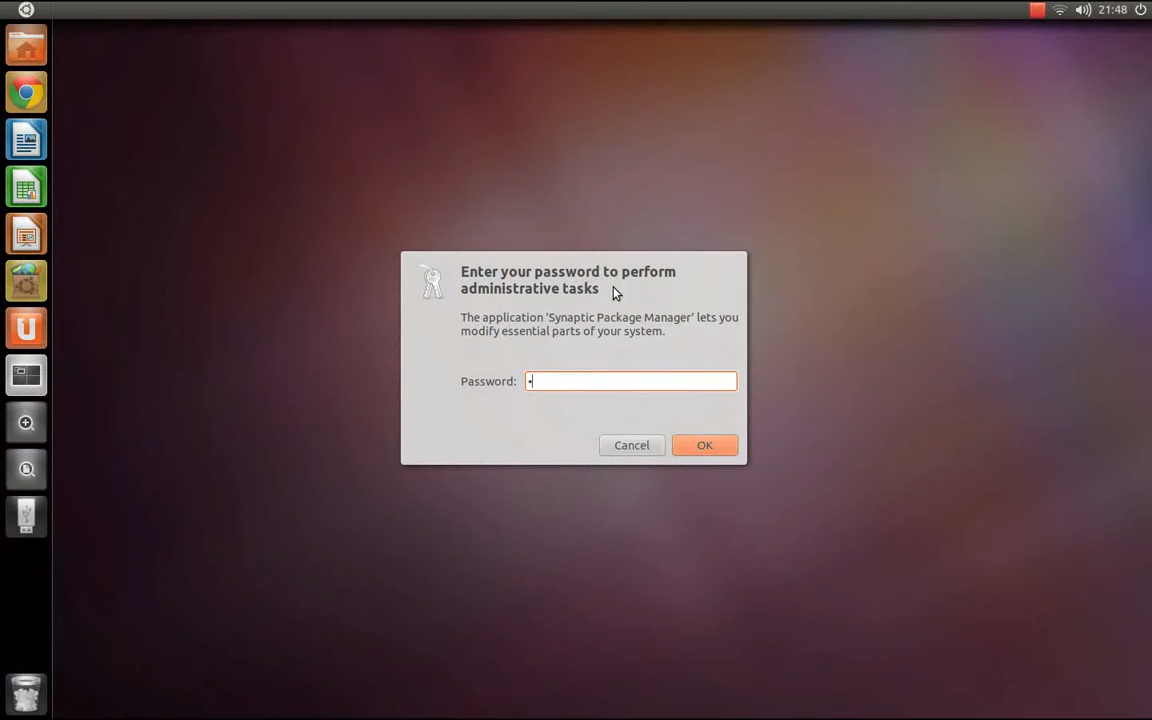 21:48
Enter your password to perform
administrative tasks
The application 'Synaptic Package Manager' lets you
modify essential parts of your system.
Password: •
Cancel OK